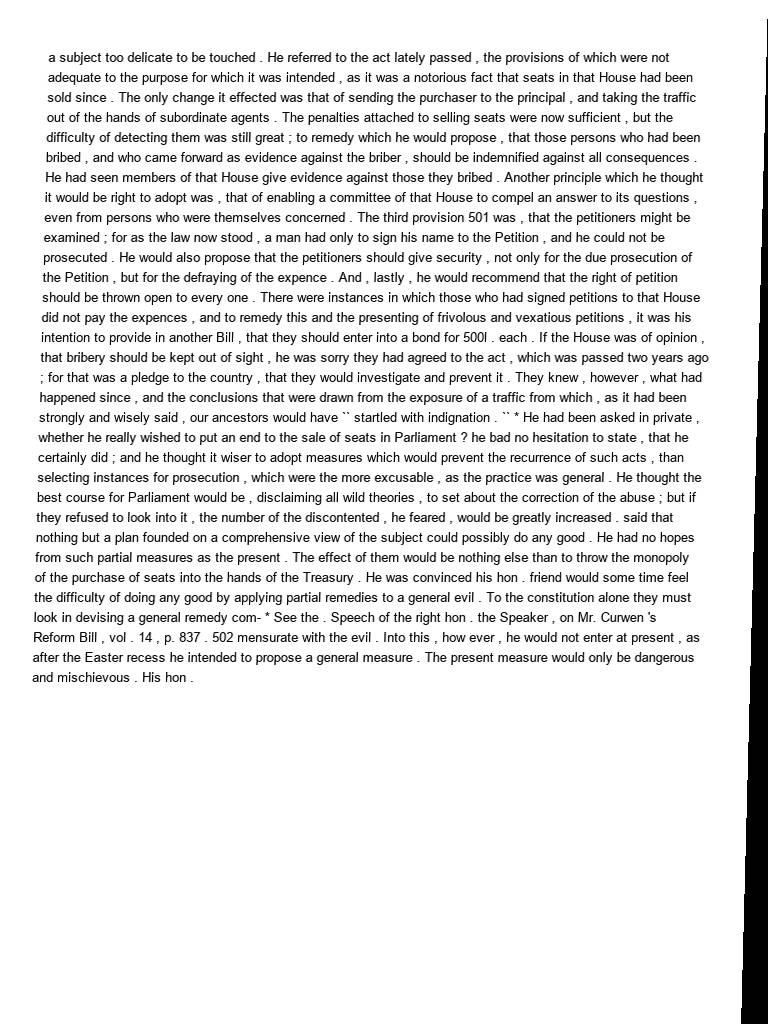 a subject too delicate to be touched . He referred to the act lately passed , the provisions of which were not
adequate to the purpose for which it was intended , as it was a notorious fact that seats in that House had been
sold since . The only change it effected was that of sending the purchaser to the principal , and taking the traffic
out of the hands of subordinate agents . The penalties attached to selling seats were now sufficient , but the
difficulty of detecting them was still great ; to remedy which he would propose , that those persons who had been
bribed , and who came forward as evidence against the briber , should be indemnified against all consequences .
He had seen members of that House give evidence against those they bribed . Another principle which he thought
it would be right to adopt was , that of enabling a committee of that House to compel an answer to its questions ,
even from persons who were themselves concerned . The third provision 501 was , that the petitioners might be
examined ; for as the law now stood , a man had only to sign his name to the Petition , and he could not be
prosecuted . He would also propose that the petitioners should give security , not only for the due prosecution of
the Petition , but for the defraying of the expence . And , lastly , he would recommend that the right of petition
should be thrown open to every one . There were instances in which those who had signed petitions to that House
did not pay the expences , and to remedy this and the presenting of frivolous and vexatious petitions , it was his
intention to provide in another Bill , that they should enter into a bond for 500l . each . If the House was of opinion ,
that bribery should be kept out of sight , he was sorry they had agreed to the act , which was passed two years ago
; for that was a pledge to the country , that they would investigate and prevent it . They knew , however , what had
happened since , and the conclusions that were drawn from the exposure of a traffic from which , as it had been
strongly and wisely said , our ancestors would have `` startled with indignation . `` * He had been asked in private ,
whether he really wished to put an end to the sale of seats in Parliament ? he bad no hesitation to state , that he
certainly did ; and he thought it wiser to adopt measures which would prevent the recurrence of such acts , than
selecting instances for prosecution , which were the more excusable , as the practice was general . He thought the
best course for Parliament would be , disclaiming all wild theories , to set about the correction of the abuse ; but if
they refused to look into it , the number of the discontented , he feared , would be greatly increased . said that
nothing but a plan founded on a comprehensive view of the subject could possibly do any good . He had no hopes
from such partial measures as the present . The effect of them would be nothing else than to throw the monopoly
of the purchase of seats into the hands of the Treasury . He was convinced his hon . friend would some time feel
the difficulty of doing any good by applying partial remedies to a general evil . To the constitution alone they must
look in devising a general remedy com- * See the . Speech of the right hon . the Speaker , on Mr. Curwen 's
Reform Bill , vol . 14 , p. 837 . 502 mensurate with the evil . Into this , how ever , he would not enter at present , as
after the Easter recess he intended to propose a general measure . The present measure would only be dangerous
and mischievous . His hon .